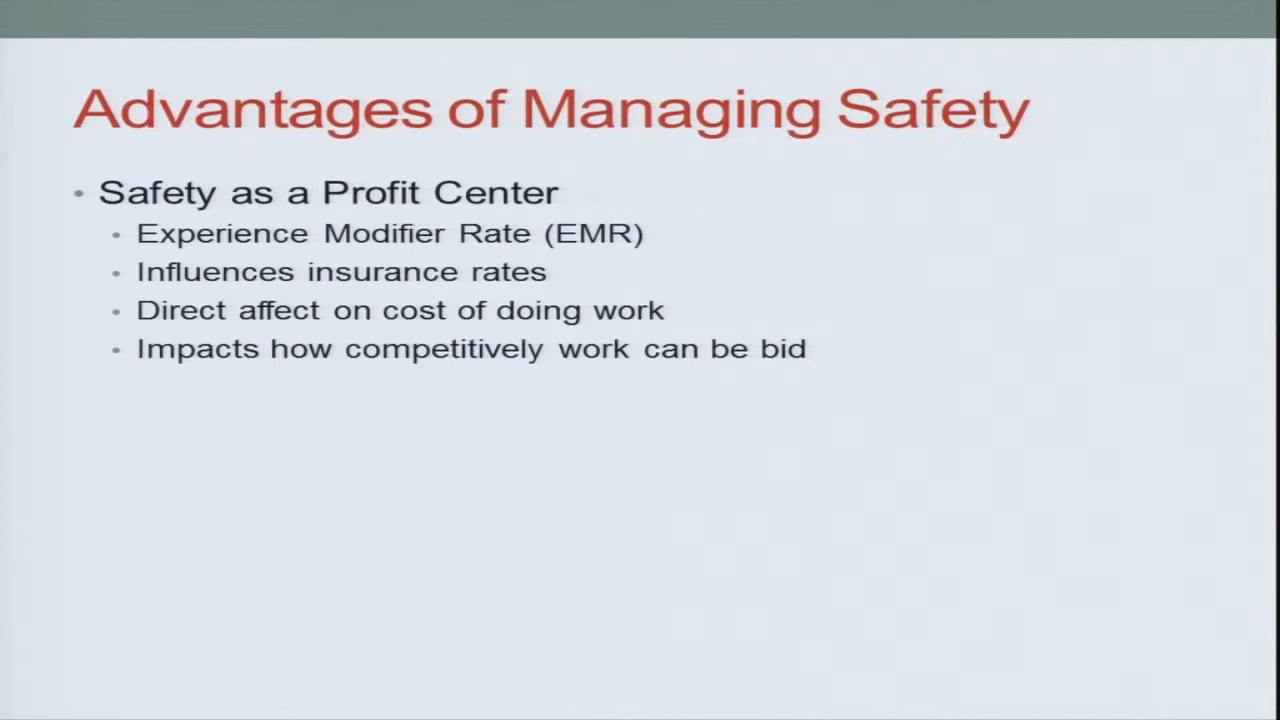 Advantages of Managing Safety
• Safety as a Profit Center
• Experience Modifier Rate (EMR)
• Influences insurance rates
• Direct affect on cost of doing work
• Impacts how competitively work can be bid